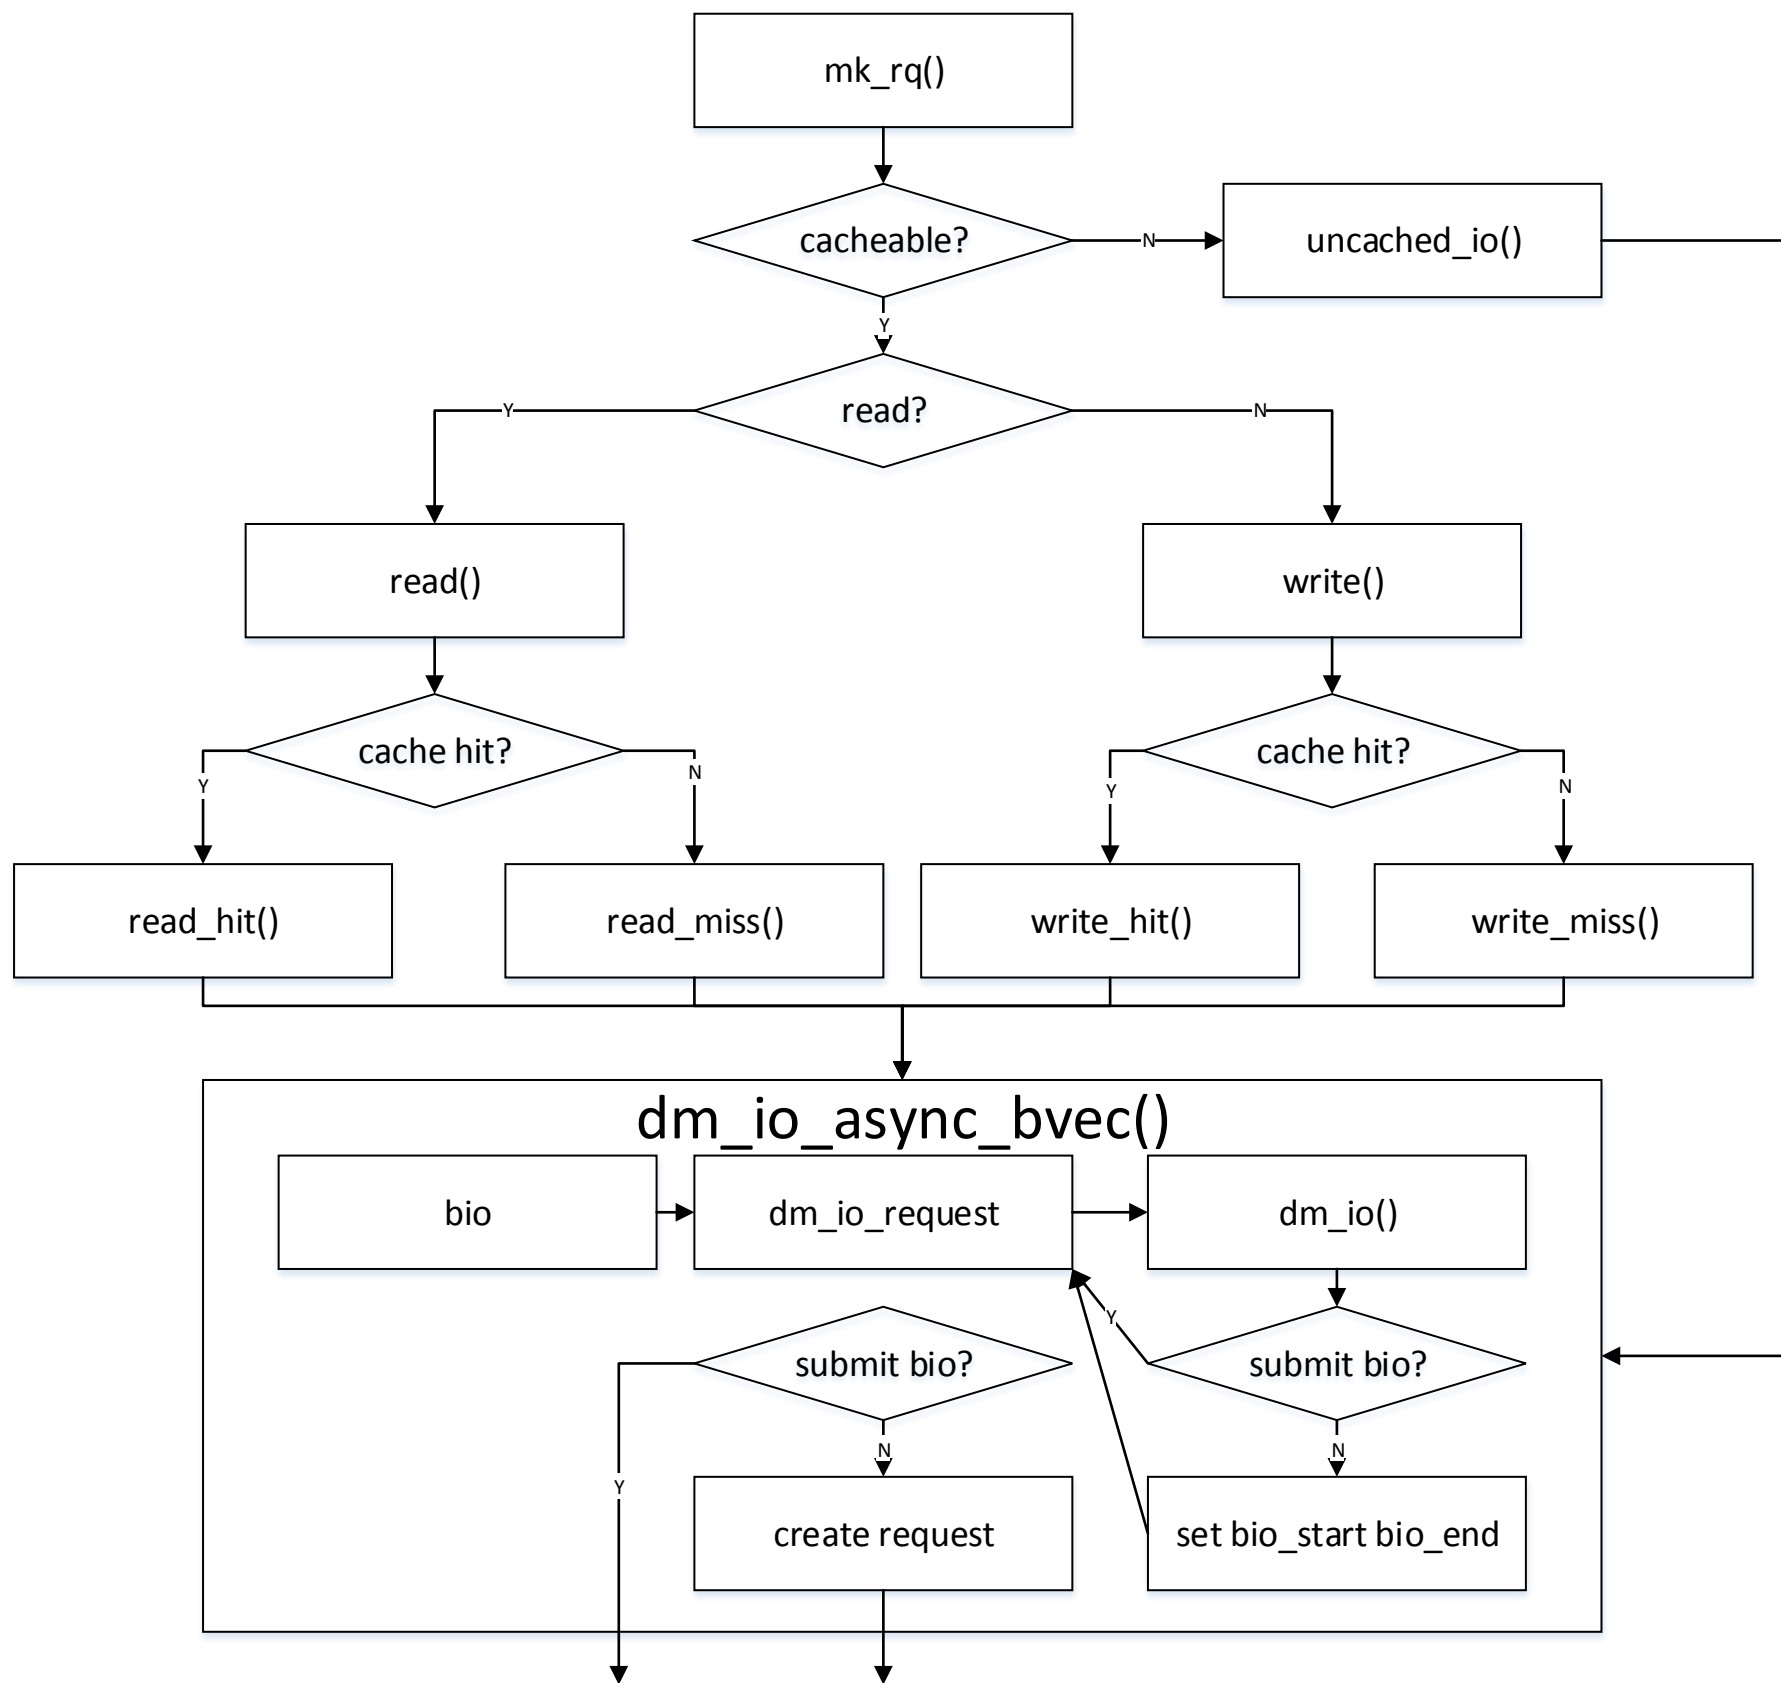 mk_rq()
cacheable?
N
uncached_io()
Y
read?
Y
N
read()
write()
cache hit?
cache hit?
Y
N
Y
N
read_hit()
read_miss()
write_hit()
write_miss()
dm_io_async_bvec()
bio
dm_io_request
dm_io()
Y
submit bio?
submit bio?
N
N
Y
create request
set bio_start bio_end